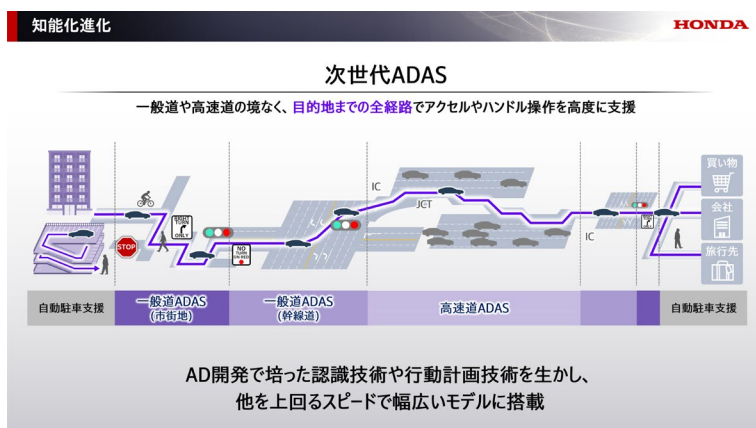 知能化進化
HONDA
次世代ADAS
一般道や高速道の境なく、目的地までの全経路でアクセルやハンドル操作を高度に支援
買い物
会社
旅行先
IC
JCT
IC
STOP
RIGHT TURN ONLY
NO TURN ON RED
自動駐車支援
一般道ADAS
(市街地)
一般道ADAS
(幹線道)
高速道ADAS
自動駐車支援
AD開発で培った認識技術や行動計画技術を生かし、
他を上回るスピードで幅広いモデルに搭載